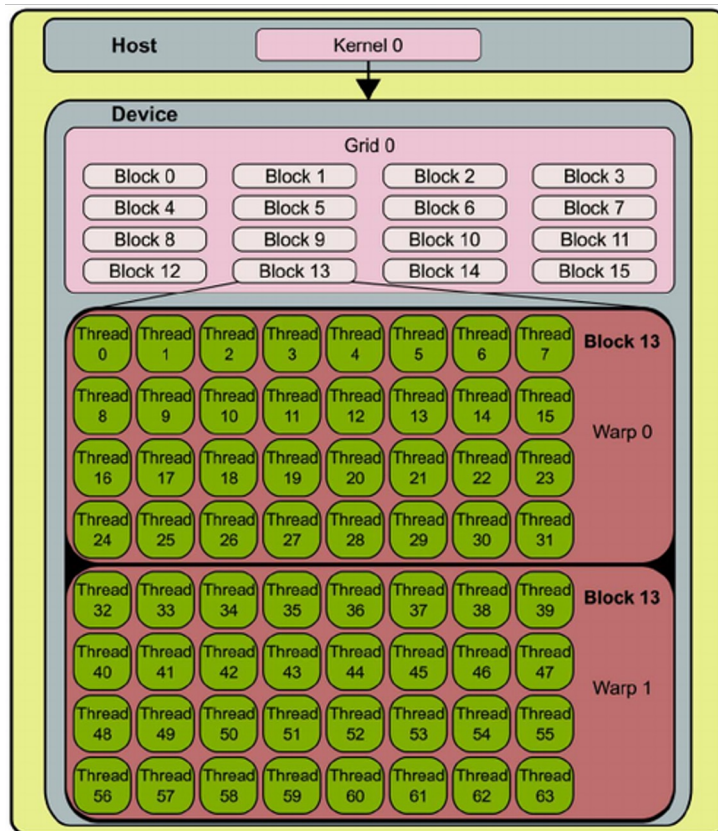 Host
Kernel 0
Device
Grid 0
Block 0 Block 1 Block 2 Block 3
Block 4 Block 5 Block 6 Block 7
Block 8 Block 9 Block 10 Block 11
Block 12 Block 13 Block 14 Block 15
Thread Thread Thread Thread Thread Thread Thread Thread
0 1 2 3 4 5 6 7
Block 13
Thread Thread Thread Thread Thread Thread Thread Thread
8 9 10 11 12 13 14 15
Warp 0
Thread Thread Thread Thread Thread Thread Thread Thread
16 17 18 19 20 21 22 23
Thread Thread Thread Thread Thread Thread Thread Thread
24 25 26 27 28 29 30 31
Thread Thread Thread Thread Thread Thread Thread Thread
32 33 34 35 36 37 38 39
Block 13
Thread Thread Thread Thread Thread Thread Thread Thread
40 41 42 43 44 45 46 47
Warp 1
Thread Thread Thread Thread Thread Thread Thread Thread
48 49 50 51 52 53 54 55
Thread Thread Thread Thread Thread Thread Thread Thread
56 57 58 59 60 61 62 63